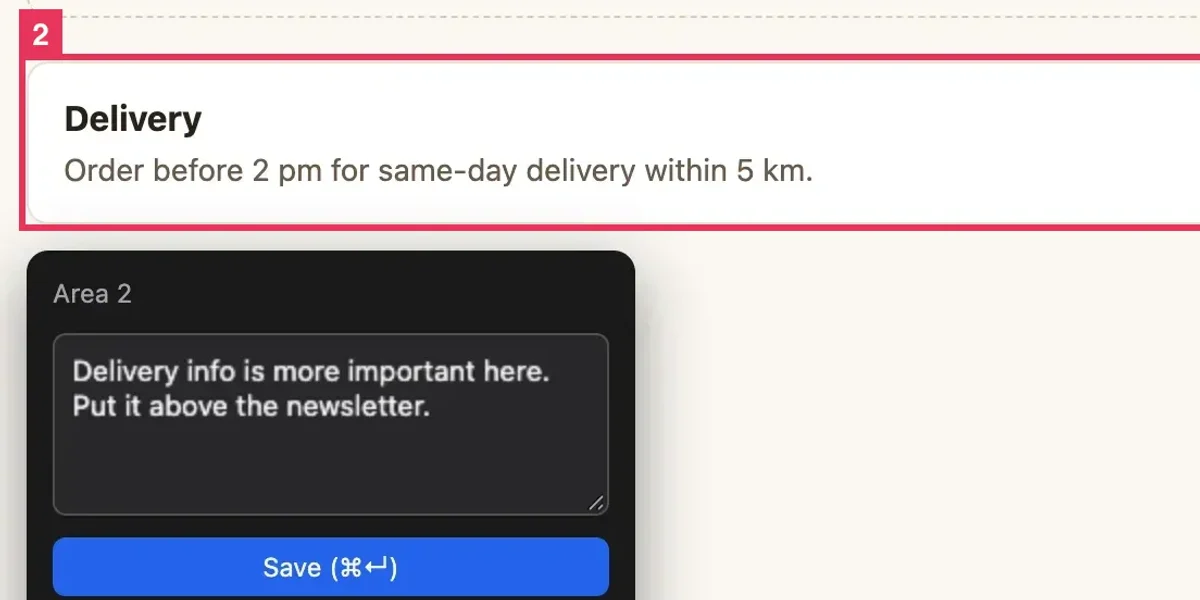 2
Delivery
Order before 2 pm for same-day delivery within 5 km.
Area 2
Delivery info is more important here.
Put it above the newsletter.
Save (⌘↵)